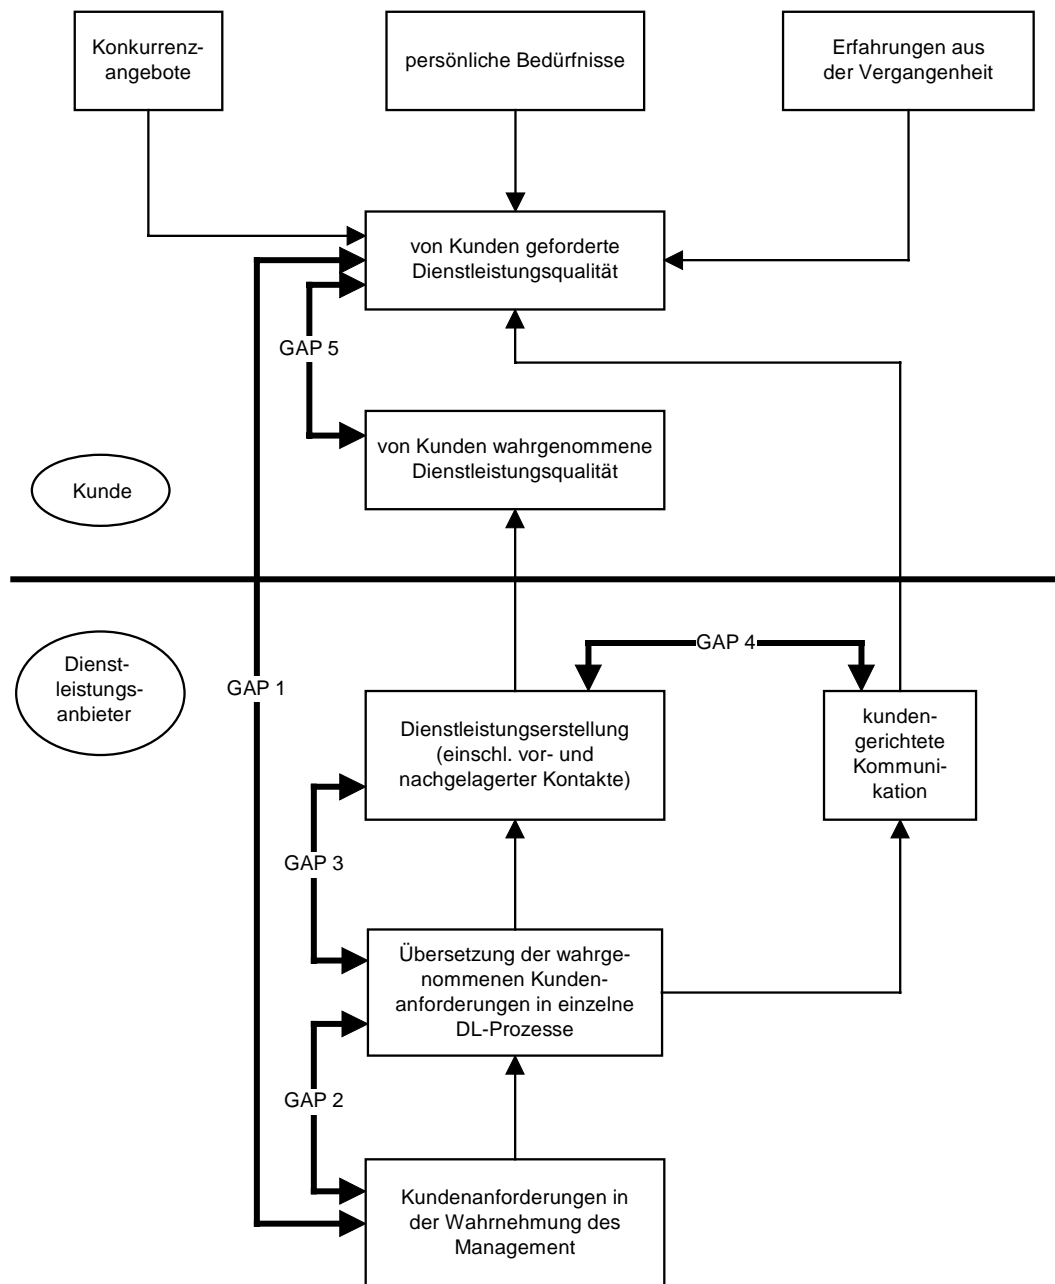 Konkurrenz-
angebote
persönliche Bedürfnisse
Erfahrungen aus
der Vergangenheit
von Kunden geforderte
Dienstleistungsqualität
GAP 5
von Kunden wahrgenommene
Dienstleistungsqualität
Kunde
Dienst-
leistungs-
anbieter
GAP 1
GAP 4
Dienstleistungserstellung
(einschl. vor- und
nachgelagerter Kontakte)
kunden-
gerichtete
Kommuni-
kation
GAP 3
Übersetzung der wahrge-
nommenen Kunden-
anforderungen in einzelne
DL-Prozesse
GAP 2
Kundenanforderungen in
der Wahrnehmung des
Management